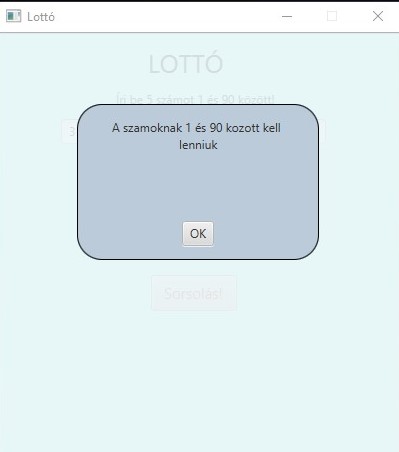 Lottó
LOTTÓ
Írj be 5 számot 1 és 90 között!
3
A szamoknak 1 és 90 kozott kell
lenniuk
OK
Sorsolás!